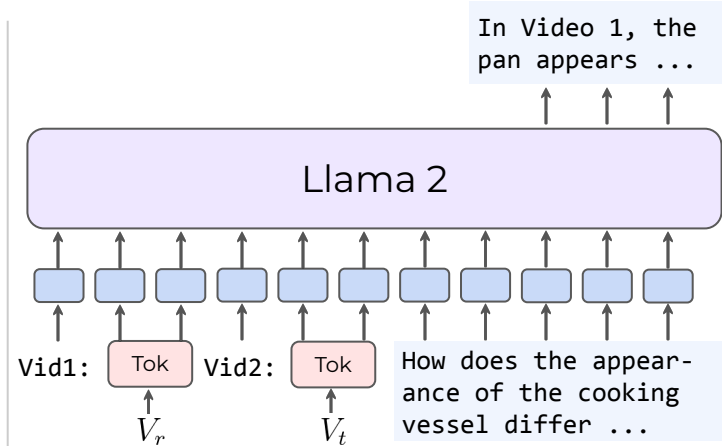 In Video 1, the
pan appears ...
Llama 2
Vid1: Tok Vid2: Tok
How does the appear-
ance of the cooking
vessel differ ...
V_r V_t